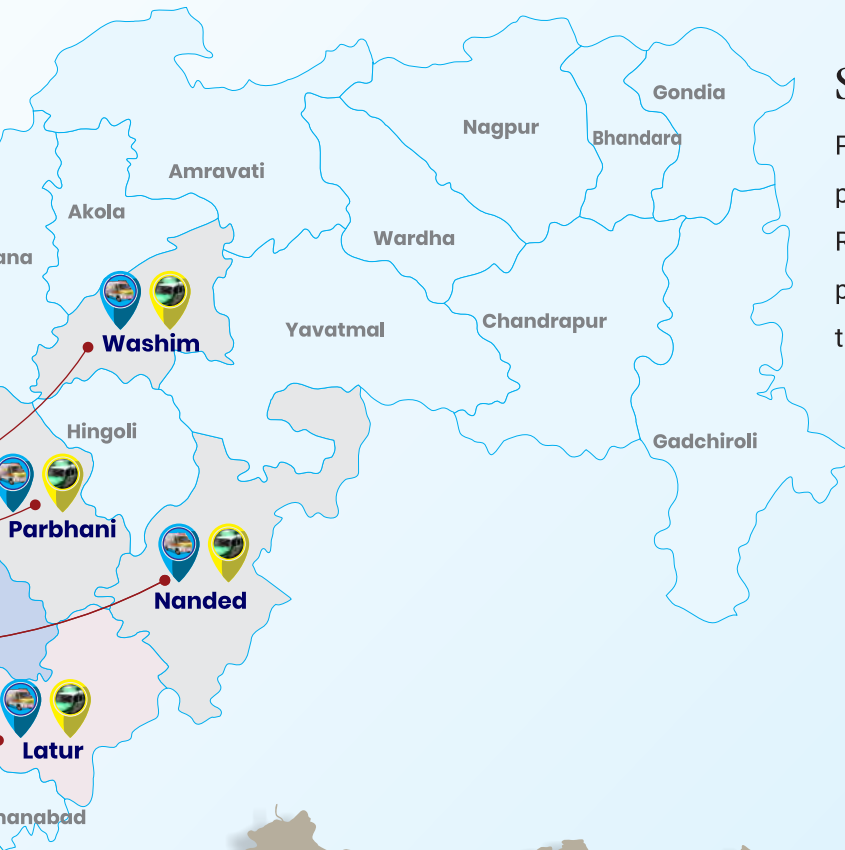 Gondia
Nagpur
Bhandara
Amravati
Akola
Wardha
Chandrapur
Yavatmal
Washim
Hingoli
Gadchiroli
Parbhani
Nanded
Latur